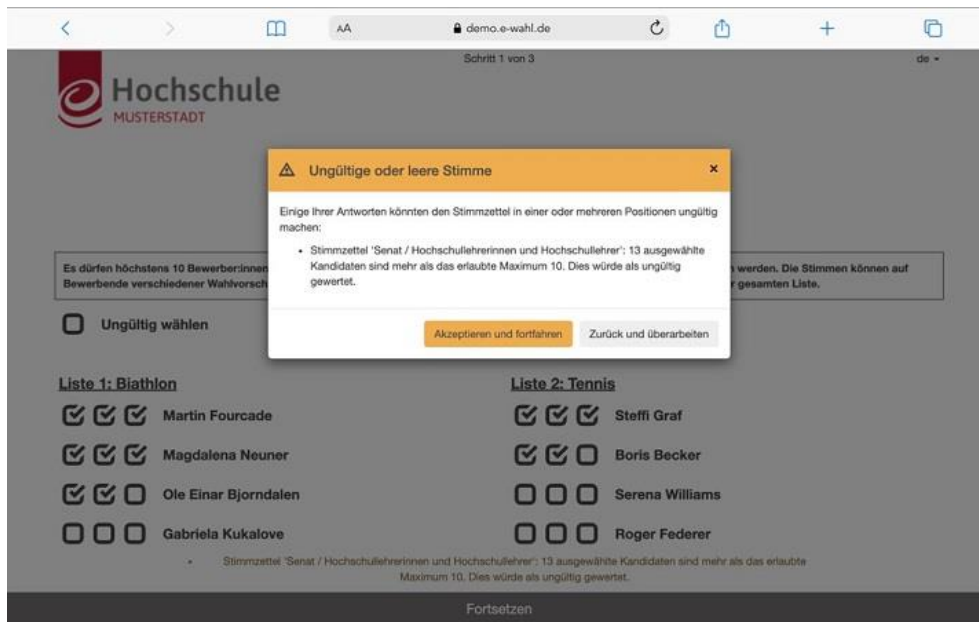 AA
demo.e-wahl.de
Schritt 1 von 3
de
Hochschule
MUSTERSTADT
Ungültige oder leere Stimme
Einige Ihrer Antworten könnten den Stimmzettel in einer oder mehreren Positionen ungültig
machen:
Stimmzettel 'Senat / Hochschullehrerinnen und Hochschullehrer': 13 ausgewählte
Kandidaten sind mehr als das erlaubte Maximum 10. Dies würde als ungültig
gewertet.
Akzeptieren und fortfahren
Zurück und überarbeiten
Es dürfen höchstens 10 Bewerber:innen werden. Die Stimmen können auf
Bewerbende verschiedener gesamten Liste.
Ungültig wählen
Liste 1: Biathlon
Martin Fourcade
Magdalena Neuner
Ole Einar Bjorndalen
Gabriela Kukalove
Liste 2: Tennis
Steffi Graf
Boris Becker
Serena Williams
Roger Federer
Stimmzettel 'Senat / Hochschullehrerinnen und Hochschullehrer': 13 ausgewählte Kandidaten sind mehr als das erlaubte
Maximum 10. Dies würde als ungültig gewertet.
Fortsetzen